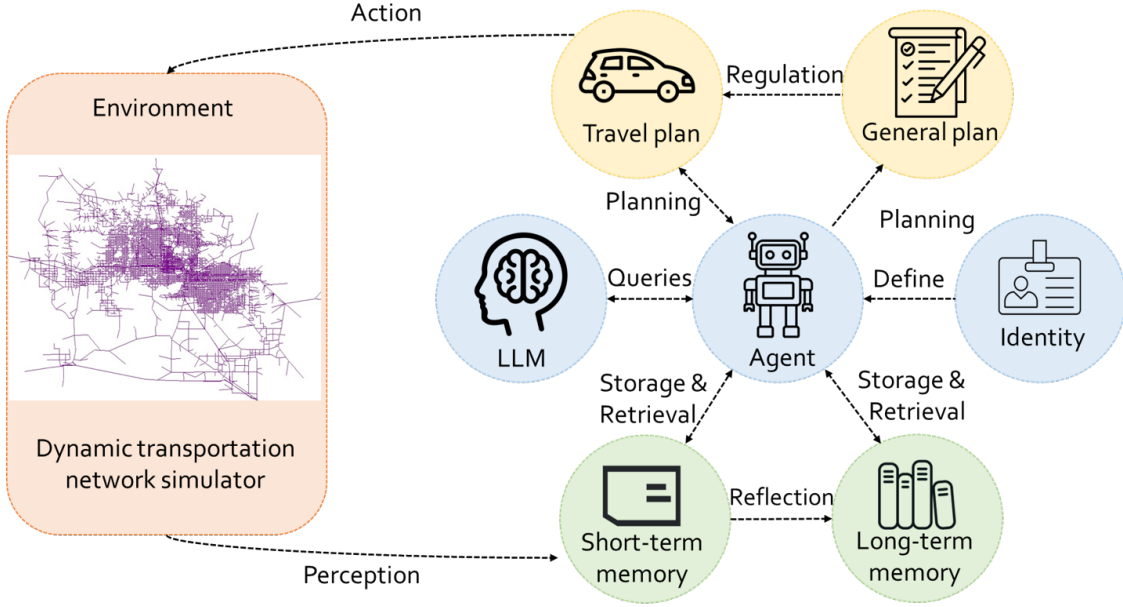 Action
Environment
Dynamic transportation
network simulator
Perception
Travel plan
Regulation
General plan
Planning
Planning
LLM
Queries
Agent
Define
Identity
Storage &
Retrieval
Storage &
Retrieval
Short-term
memory
Reflection
Long-term
memory